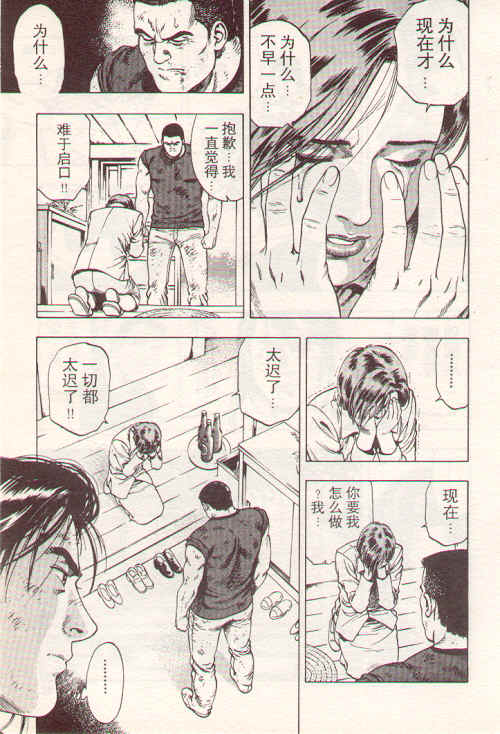 为什么
现在才…
为什么…
不早一点…
为什么…
抱歉…我
一直觉得…
难于启口!!
………
现在…
你要我
怎么做
?我…
太迟了…
一切都
太迟了!!
………